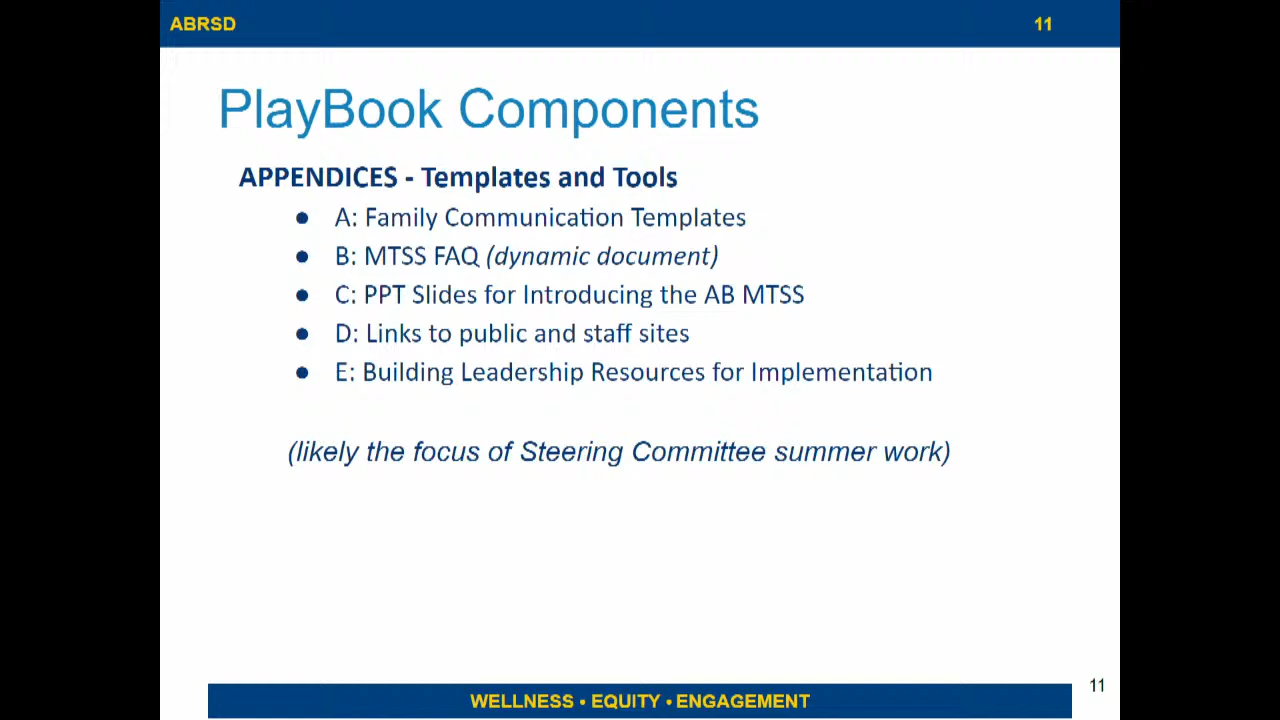 ABRSD 11
PlayBook Components
APPENDICES - Templates and Tools
● A: Family Communication Templates
● B: MTSS FAQ (dynamic document)
● C: PPT Slides for Introducing the AB MTSS
● D: Links to public and staff sites
● E: Building Leadership Resources for Implementation
(likely the focus of Steering Committee summer work)
WELLNESS • EQUITY • ENGAGEMENT
11